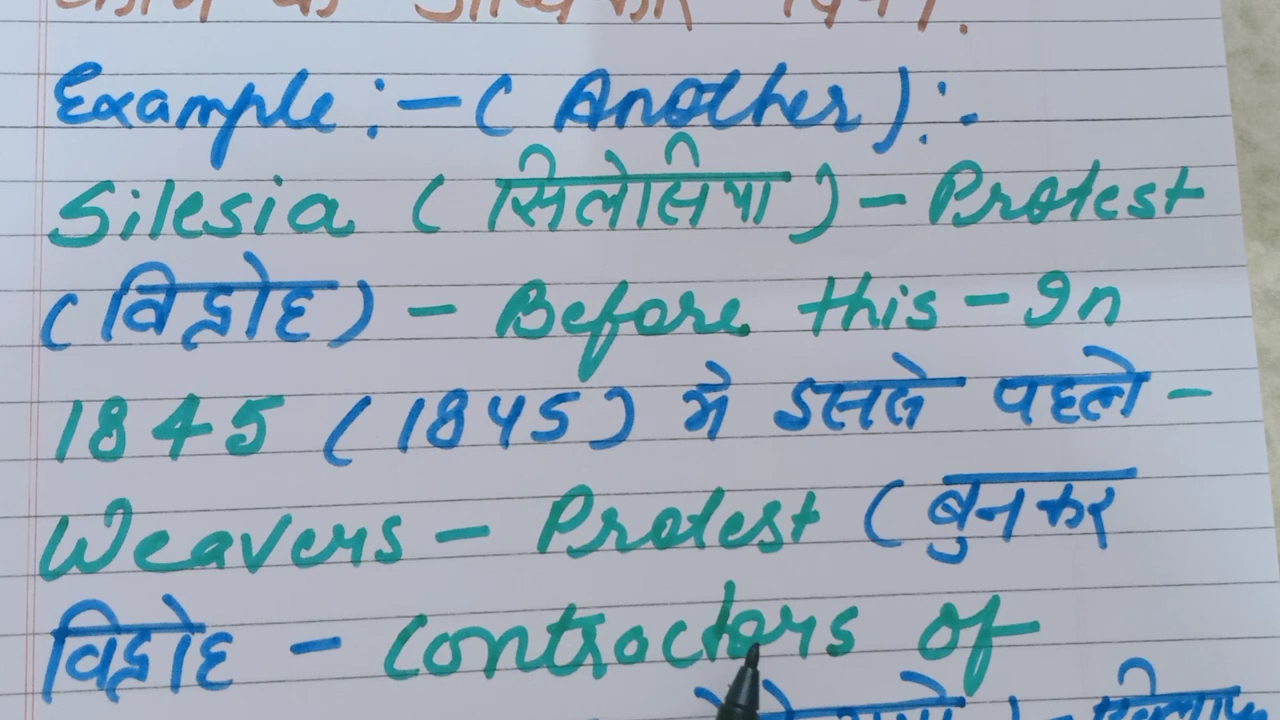 Example :- ( Another ) :-
Silesia ( सिलेसिया ) - Protest
( विद्रोह ) - Before this - In
1845 ( 1845 ) में इससे पहले -
Weavers - Protest ( बुनकर
विद्रोह - Contractors of